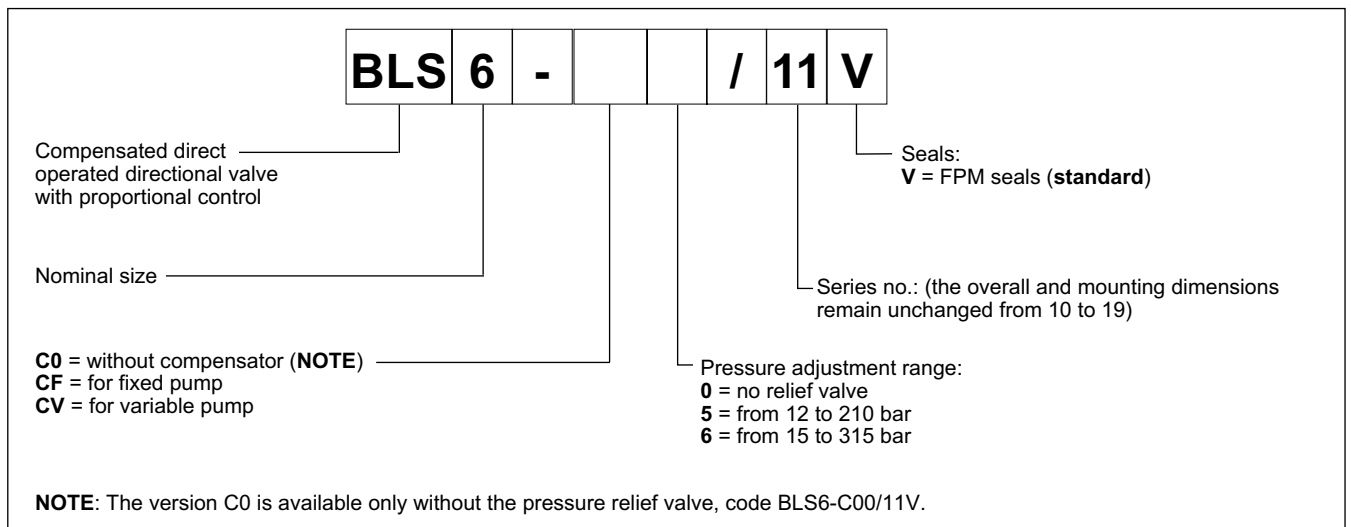 BLS 6 - / 11 V
Compensated direct
operated directional valve
with proportional control
Seals:
V = FPM seals (standard)
Nominal size
Series no.: (the overall and mounting dimensions
remain unchanged from 10 to 19)
C0 = without compensator (NOTE)
CF = for fixed pump
CV = for variable pump
Pressure adjustment range:
0 = no relief valve
5 = from 12 to 210 bar
6 = from 15 to 315 bar
NOTE: The version C0 is available only without the pressure relief valve, code BLS6-C00/11V.